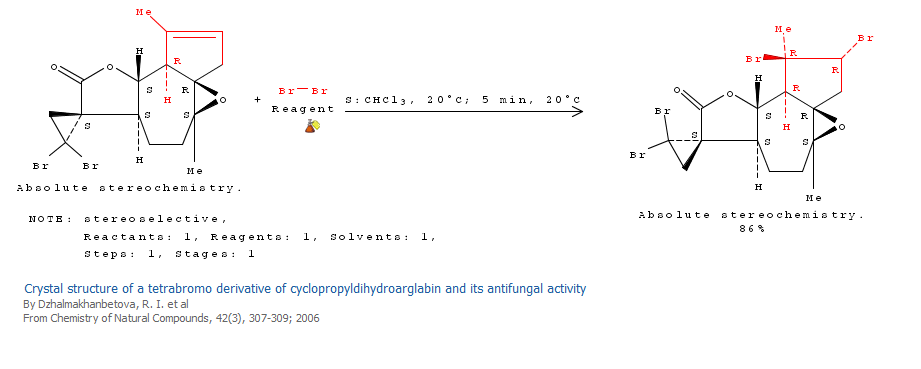 Me
H
O
O
R
H
S
R
O
S
S
S
H
Br
Br
Me
Absolute stereochemistry.
+
Br Br
Reagent
S:CHCl3, 20°C; 5 min, 20°C
Me
Br
Br
R
R
H
O
O
R
S
R
H
O
Br
S
S
S
Br
H
Me
Absolute stereochemistry.
86%
NOTE: stereoselective,
Reactants: 1, Reagents: 1, Solvents: 1,
Steps: 1, Stages: 1
Crystal structure of a tetrabromo derivative of cyclopropyldihydroarglabin and its antifungal activity
By Dzhalmakhanbetova, R. I. et al
From Chemistry of Natural Compounds, 42(3), 307-309; 2006